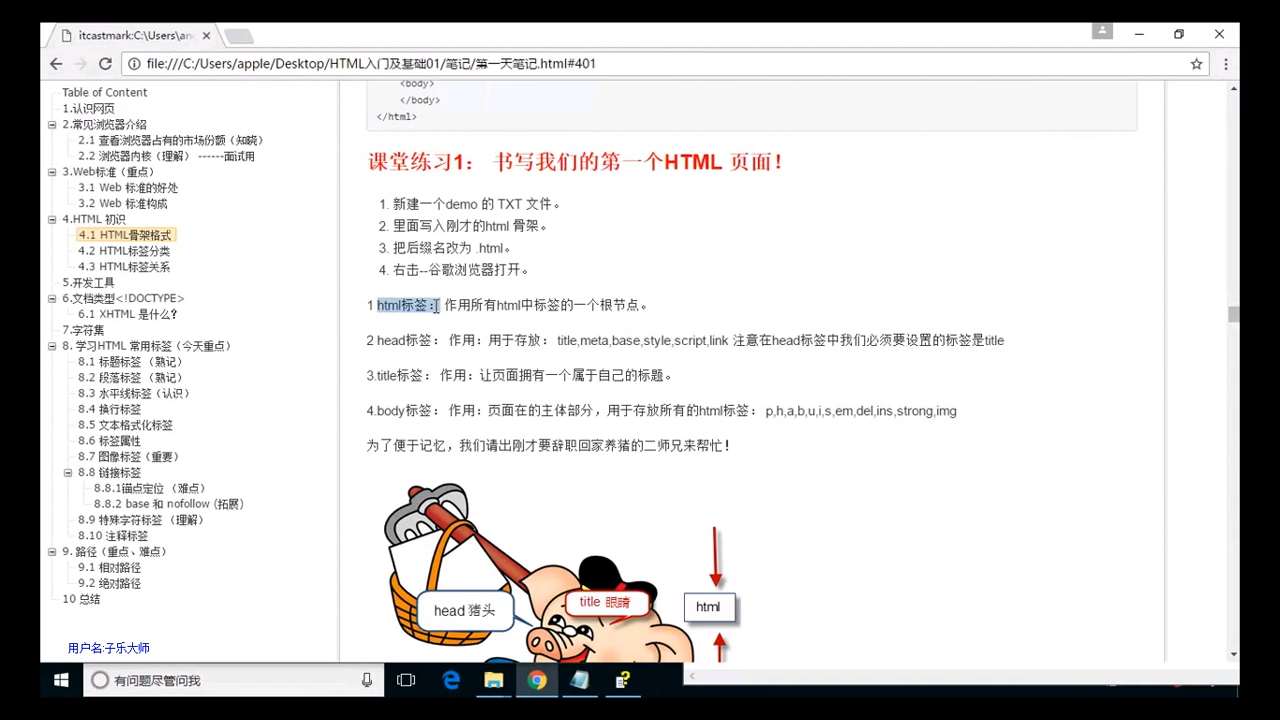 itcastmark:C:\Users\an
file:///C:/Users/apple/Desktop/HTML入门及基础01/笔记/第一天笔记.html#401
Table of Contents
1.认识网页
2.常见浏览器介绍
2.1 查看浏览器占有的市场份额（知晓）
2.2 浏览器内核（理解） ------面试用
3.Web标准（重点）
3.1 Web 标准的好处
3.2 Web 标准构成
4.HTML 初识
4.1 HTML骨架格式
4.2 HTML标签分类
4.3 HTML标签关系
5.开发工具
6.文档类型<!DOCTYPE>
6.1 XHTML 是什么？
7.字符集
8. 学习HTML 常用标签（今天重点）
8.1 标题标签 （熟记）
8.2 段落标签 （熟记）
8.3 水平线标签（认识）
8.4 换行标签
8.5 文本格式化标签
8.6 标签属性
8.7 图像标签（重要）
8.8 链接标签
8.8.1锚点定位 （难点）
8.8.2 base 和 nofollow (拓展)
8.9 特殊字符标签 （理解）
8.10 注释标签
9. 路径（重点、难点）
9.1 相对路径
9.2 绝对路径
10 总结
用户名:子乐大师
<body>
</body>
</html>
课堂练习1： 书写我们的第一个HTML 页面！
1. 新建一个demo 的 TXT 文件。
2. 里面写入刚才的html 骨架。
3. 把后缀名改为 .html。
4. 右击--谷歌浏览器打开。
1 html标签： 作用所有html中标签的一个根节点。
2 head标签： 作用：用于存放： title,meta,base,style,script,link 注意在head标签中我们必须要设置的标签是title
3.title标签： 作用：让页面拥有一个属于自己的标题。
4.body标签： 作用：页面在的主体部分，用于存放所有的html标签： p,h,a,b,u,i,s,em,del,ins,strong,img
为了便于记忆，我们请出刚才要辞职回家养猪的二师兄来帮忙！
head 猪头
title 眼睛
html
有问题尽管问我